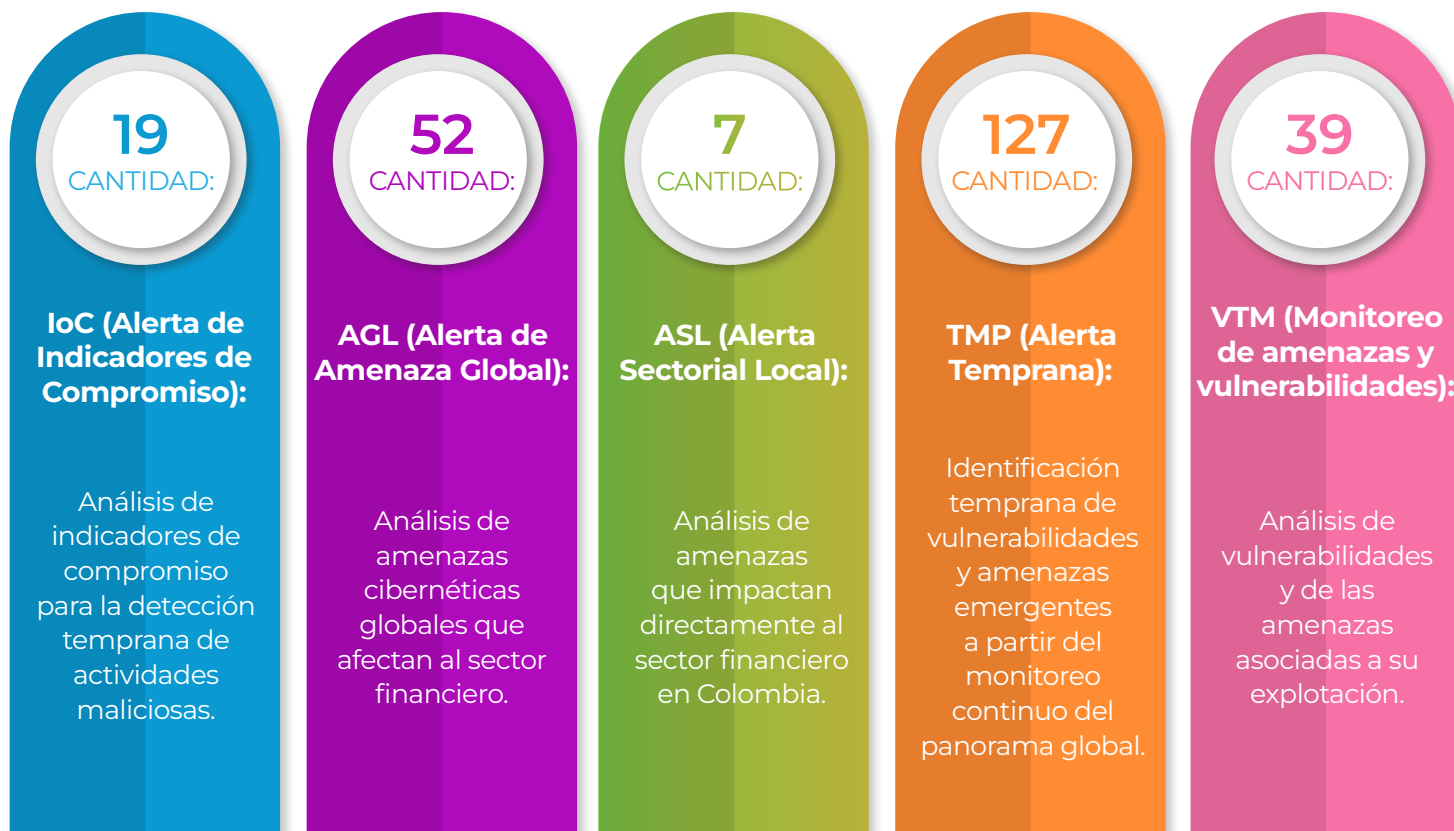 19
CANTIDAD:
IoC (Alerta de
Indicadores de
Compromiso):
Análisis de
indicadores de
compromiso
para la detección
temprana de
actividades
maliciosas.
52
CANTIDAD:
AGL (Alerta de
Amenaza Global):
Análisis de
amenazas
cibernéticas
globales que
afectan al sector
financiero.
7
CANTIDAD:
ASL (Alerta
Sectorial Local):
Análisis de
amenazas
que impactan
directamente al
sector financiero
en Colombia.
127
CANTIDAD:
TMP (Alerta
Temprana):
Identificación
temprana de
vulnerabilidades
y amenazas
emergentes
a partir del
monitoreo
continuo del
panorama global.
39
CANTIDAD:
VTM (Monitoreo
de amenazas y
vulnerabilidades):
Análisis de
vulnerabilidades
y de las
amenazas
asociadas a su
explotación.